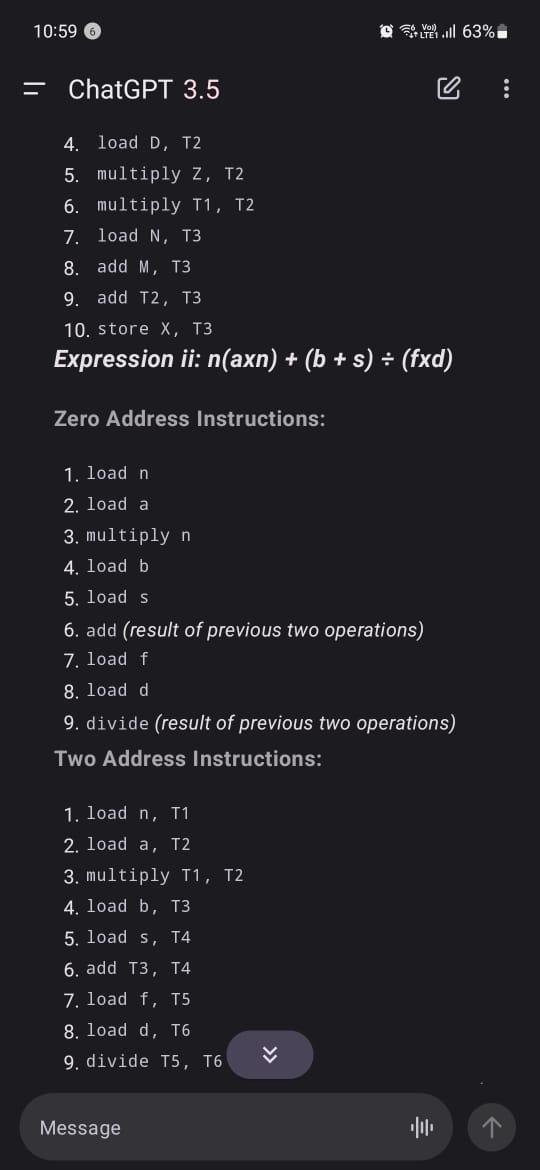 10:59 6 Vo)) LTE1 63%
ChatGPT 3.5
4. load D, T2
5. multiply Z, T2
6. multiply T1, T2
7. load N, T3
8. add M, T3
9. add T2, T3
10. store X, T3
Expression ii: n(axn) + (b + s) ÷ (fxd)
Zero Address Instructions:
1. load n
2. load a
3. multiply n
4. load b
5. load s
6. add (result of previous two operations)
7. load f
8. load d
9. divide (result of previous two operations)
Two Address Instructions:
1. load n, T1
2. load a, T2
3. multiply T1, T2
4. load b, T3
5. load s, T4
6. add T3, T4
7. load f, T5
8. load d, T6
9. divide T5, T6
Message